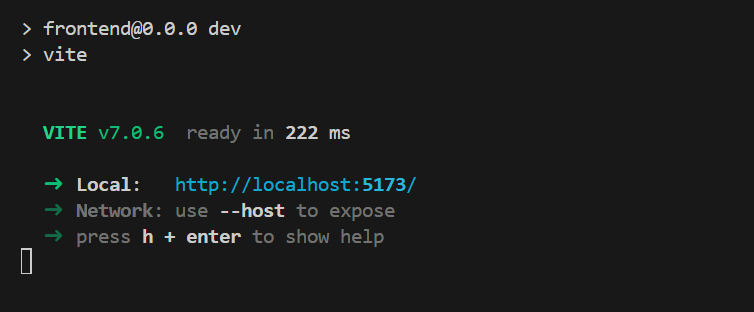 > frontend@0.0.0 dev
> vite
VITE v7.0.6 ready in 222 ms
➜ Local: http://localhost:5173/
➜ Network: use --host to expose
➜ press h + enter to show help